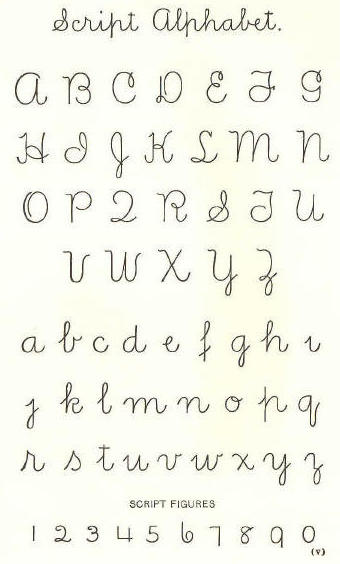 Script Alphabet.
A B C D E F G
H I J K L M N
O P Q R S T U
V W X Y Z
a b c d e f g h i
j k l m n o p q
r s t u v w x y z
SCRIPT FIGURES
1 2 3 4 5 6 7 8 9 0
(V)